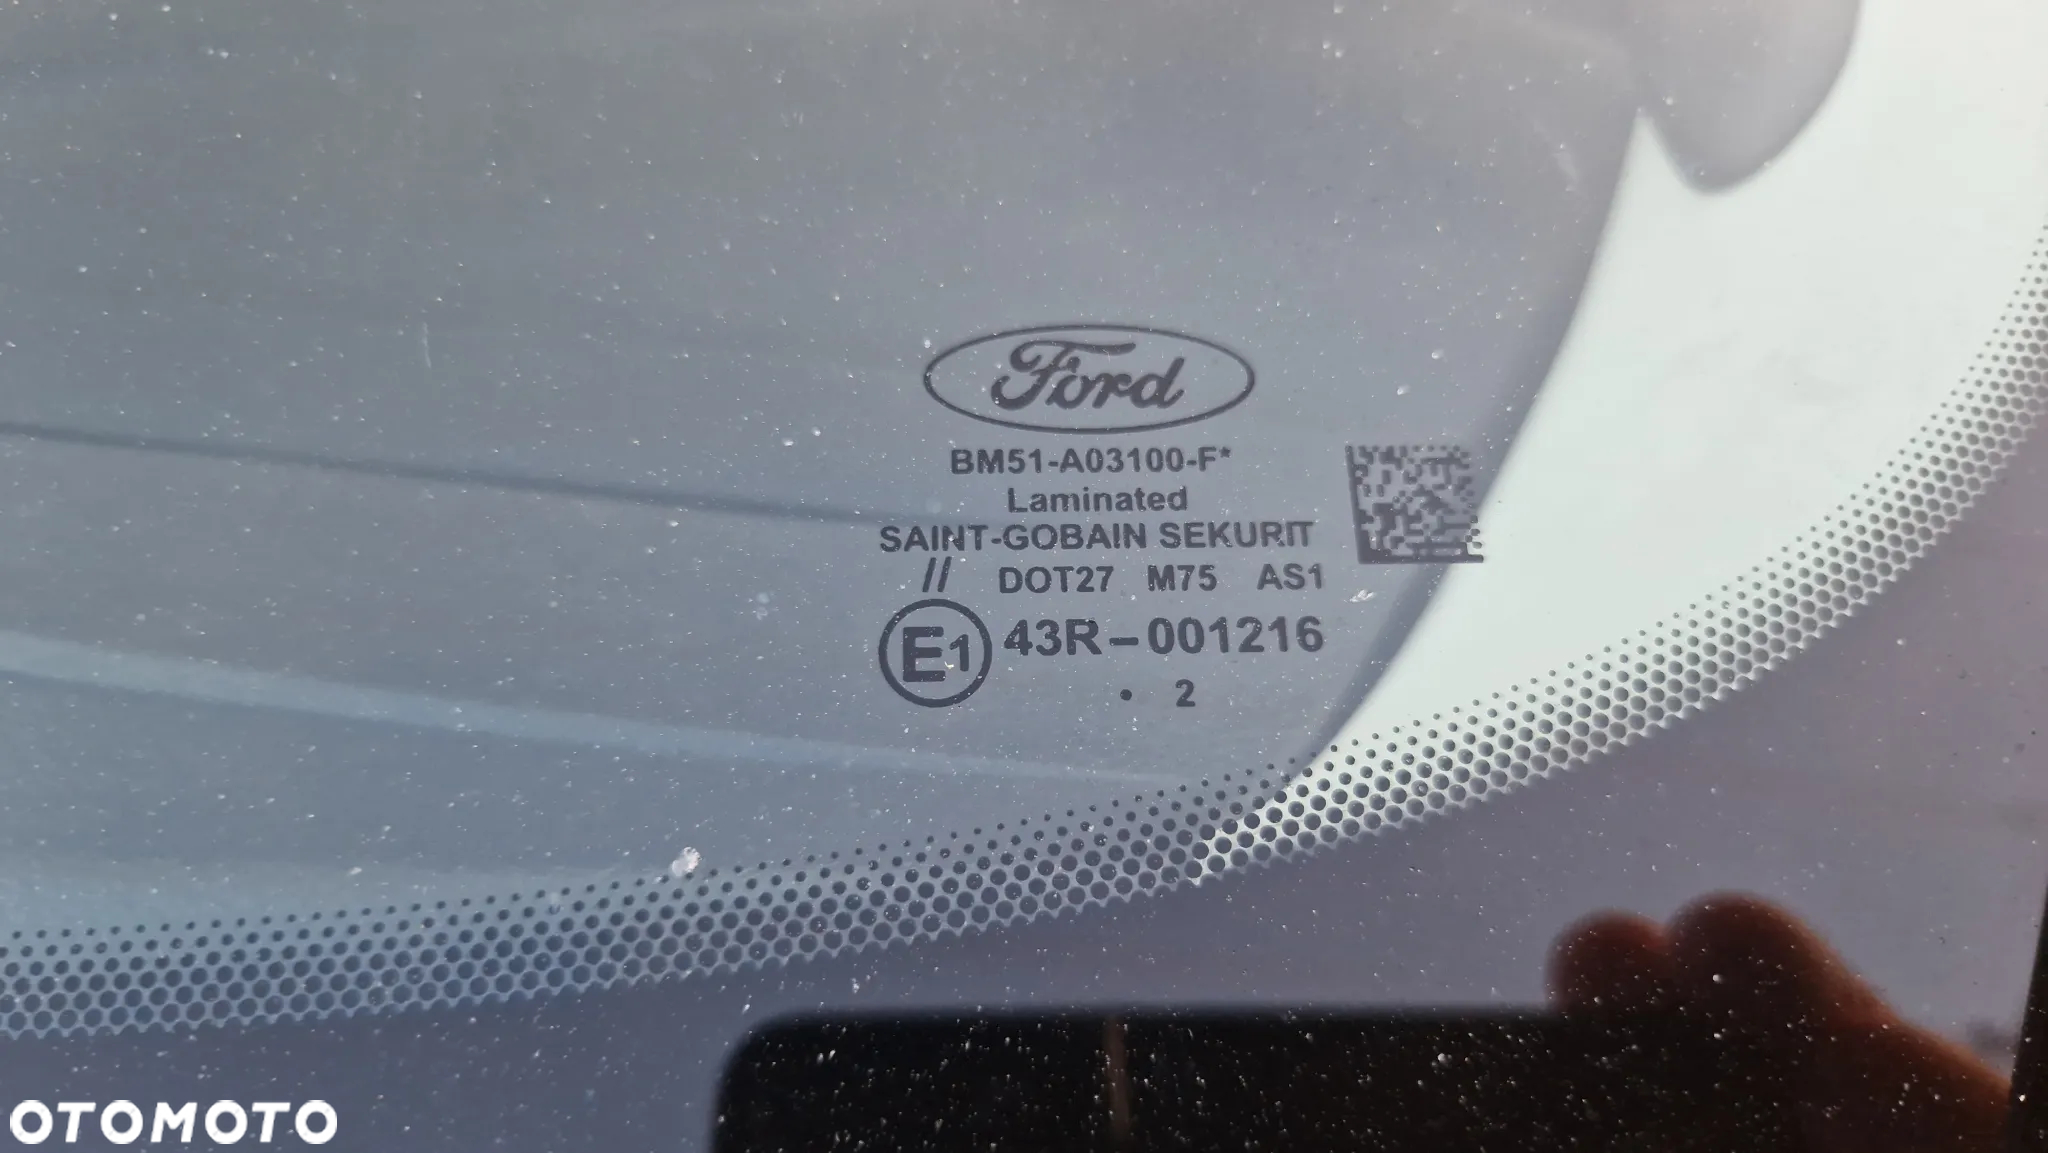 Ford
BM51-A03100-F*
Laminated
SAINT-GOBAIN SEKURIT
// DOT27 M75 AS1
E1 43R-001216
. 2
OTOMOTO